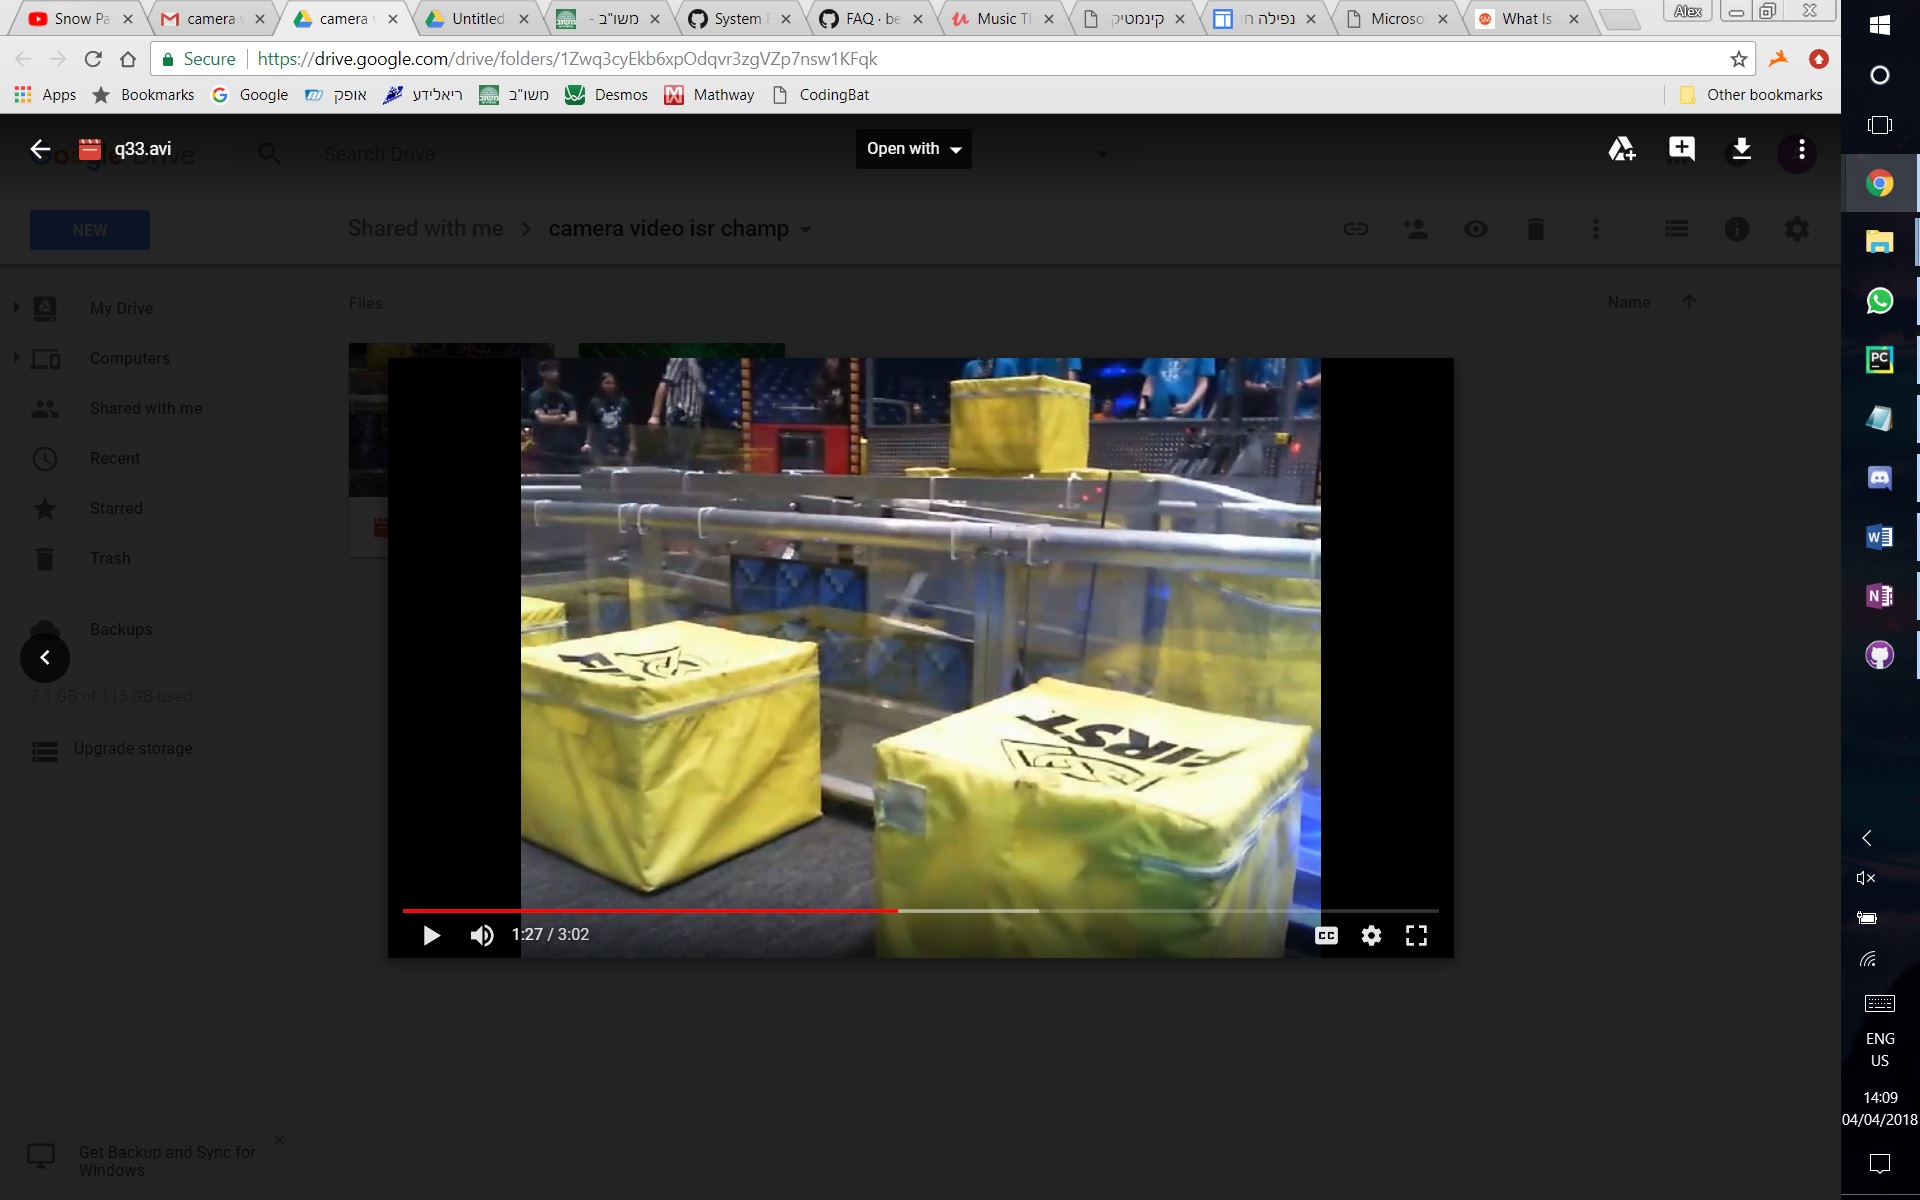 Snow Pa
camera
camera
Untitled
משו"ב -
System
FAQ · be
Music T
קינמטיק
נפילה
Microso
What Is
Alex
Secure
https://drive.google.com/drive/folders/1Zwq3cyEkb6xpOdqvr3zgVZp7nsw1KFqk
Apps
Bookmarks
Google
אופק
ריאלידע
משו"ב
Desmos
Mathway
CodingBat
Other bookmarks
q33.avi
Search Drive
Open with
NEW
Shared with me > camera video isr champ
My Drive
Computers
Shared with me
Recent
Starred
Trash
Backups
7.1 GB of 115 GB used
Upgrade storage
Get Backup and Sync for
Windows
Files
Name
FIRST
1:27 / 3:02
CC
PC
ENG
US
14:09
04/04/2018